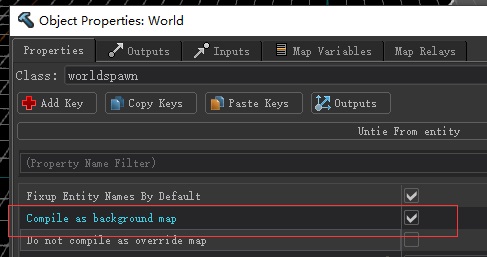 Object Properties: World
Properties Outputs Inputs Map Variables Map Relays
Class: worldspawn
Add Key Copy Keys Paste Keys Outputs
Untie From entity
(Property Name Filter)
Fixup Entity Names By Default
Compile as background map
Do not compile as override map